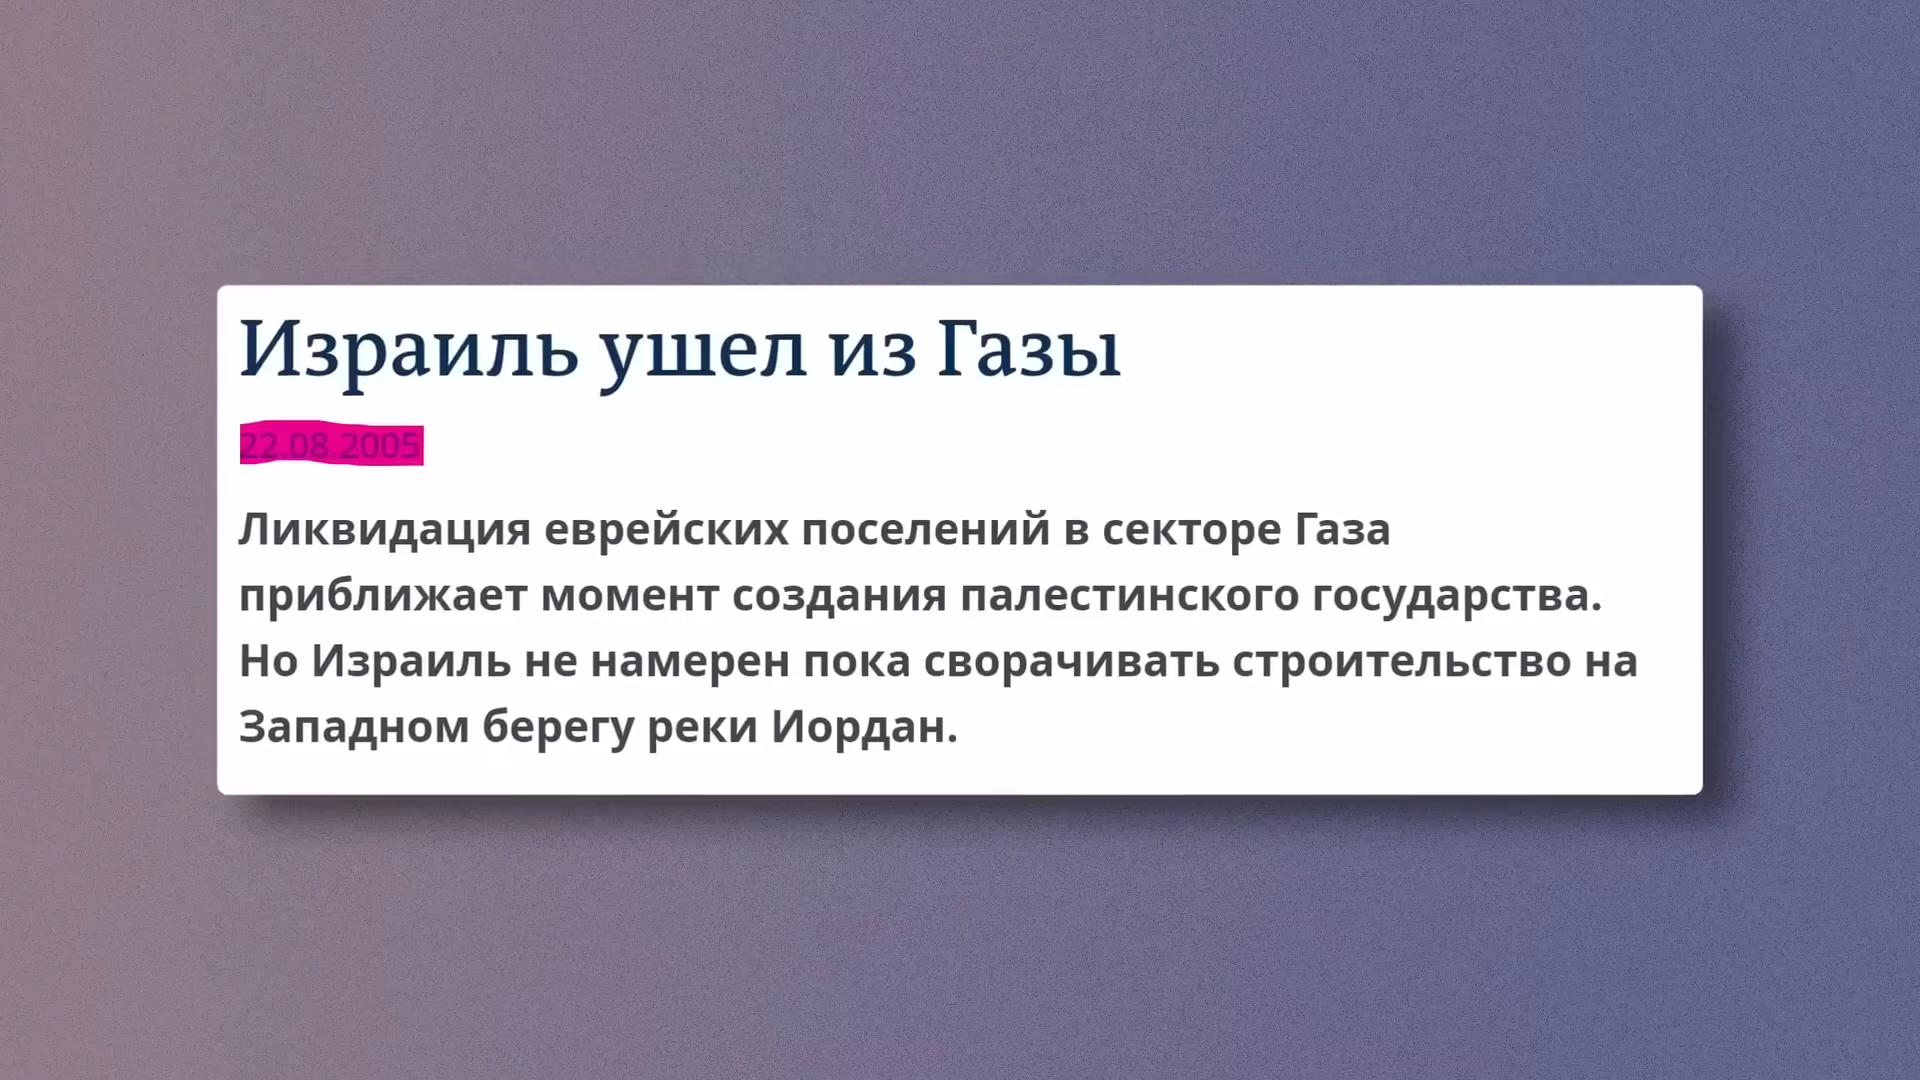 Израиль ушел из Газы
22.08.2005
Ликвидация еврейских поселений в секторе Газа
приближает момент создания палестинского государства.
Но Израиль не намерен пока сворачивать строительство на
Западном берегу реки Иордан.